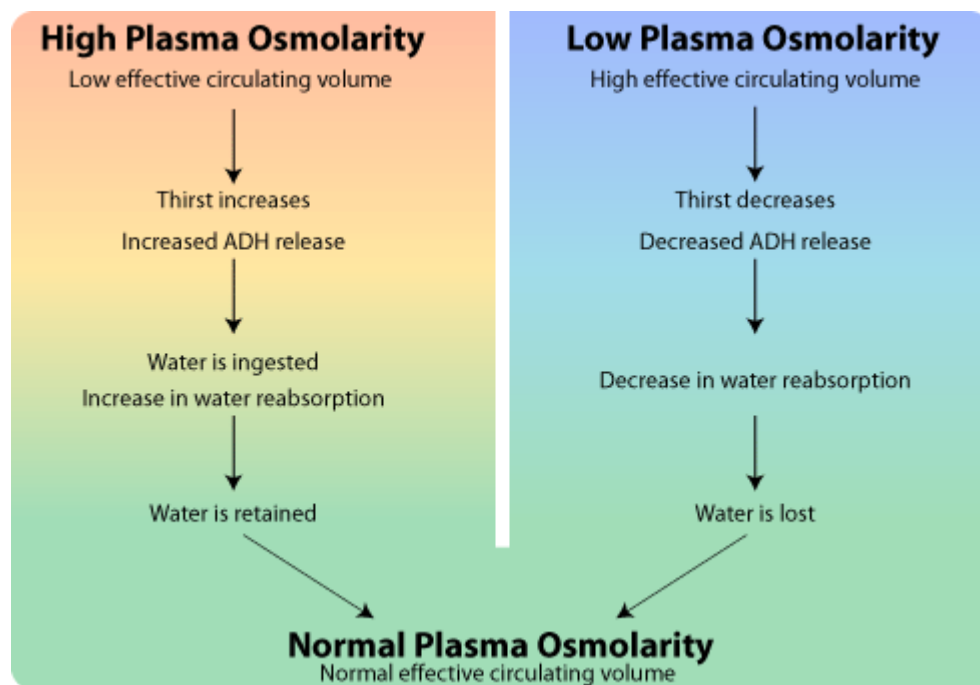 High Plasma Osmolarity
Low effective circulating volume
Thirst increases
Increased ADH release
Water is ingested
Increase in water reabsorption
Water is retained
Low Plasma Osmolarity
High effective circulating volume
Thirst decreases
Decreased ADH release
Decrease in water reabsorption
Water is lost
Normal Plasma Osmolarity
Normal effective circulating volume